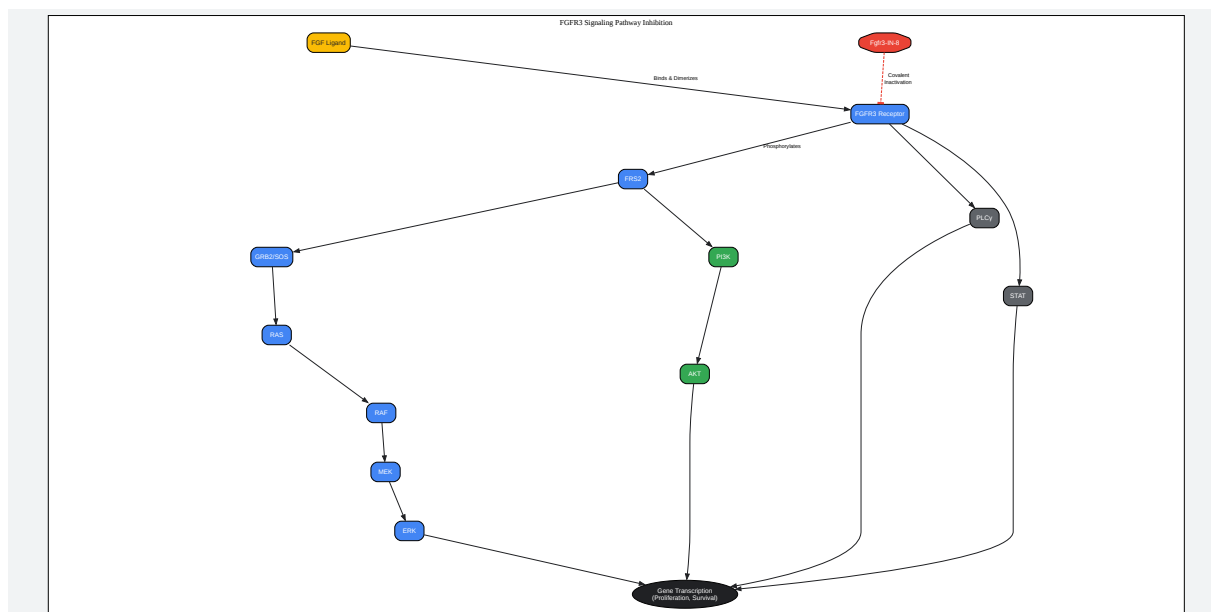 FGFR3 Signaling Pathway Inhibition
FGF Ligand
Fgfr3-IN-8
Covalent
Inactivation
Binds & Dimerizes
FGFR3 Receptor
Phosphorylates
FRS2
PLCγ
GRB2/SOS
PI3K
STAT
RAS
AKT
RAF
MEK
ERK
Gene Transcription
(Proliferation, Survival)